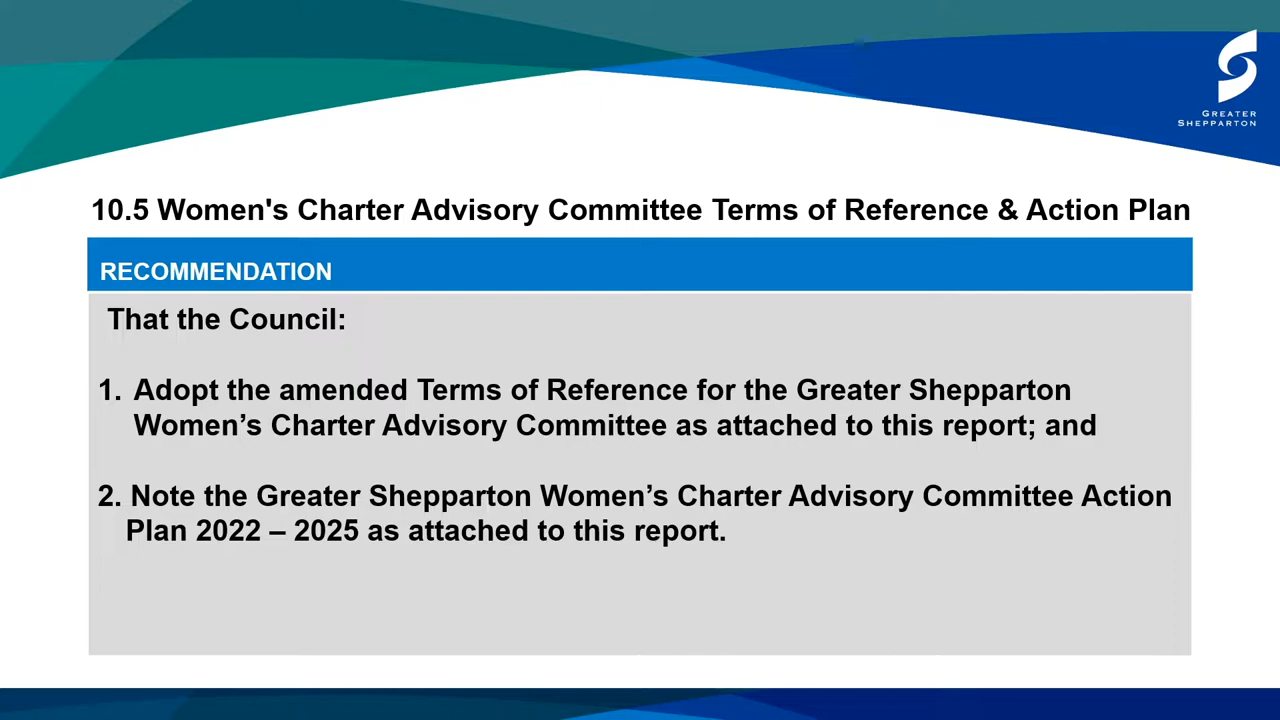 GREATER
SHEPPARTON
10.5 Women's Charter Advisory Committee Terms of Reference & Action Plan
RECOMMENDATION
That the Council:
1. Adopt the amended Terms of Reference for the Greater Shepparton
Women’s Charter Advisory Committee as attached to this report; and
2. Note the Greater Shepparton Women’s Charter Advisory Committee Action
Plan 2022 – 2025 as attached to this report.